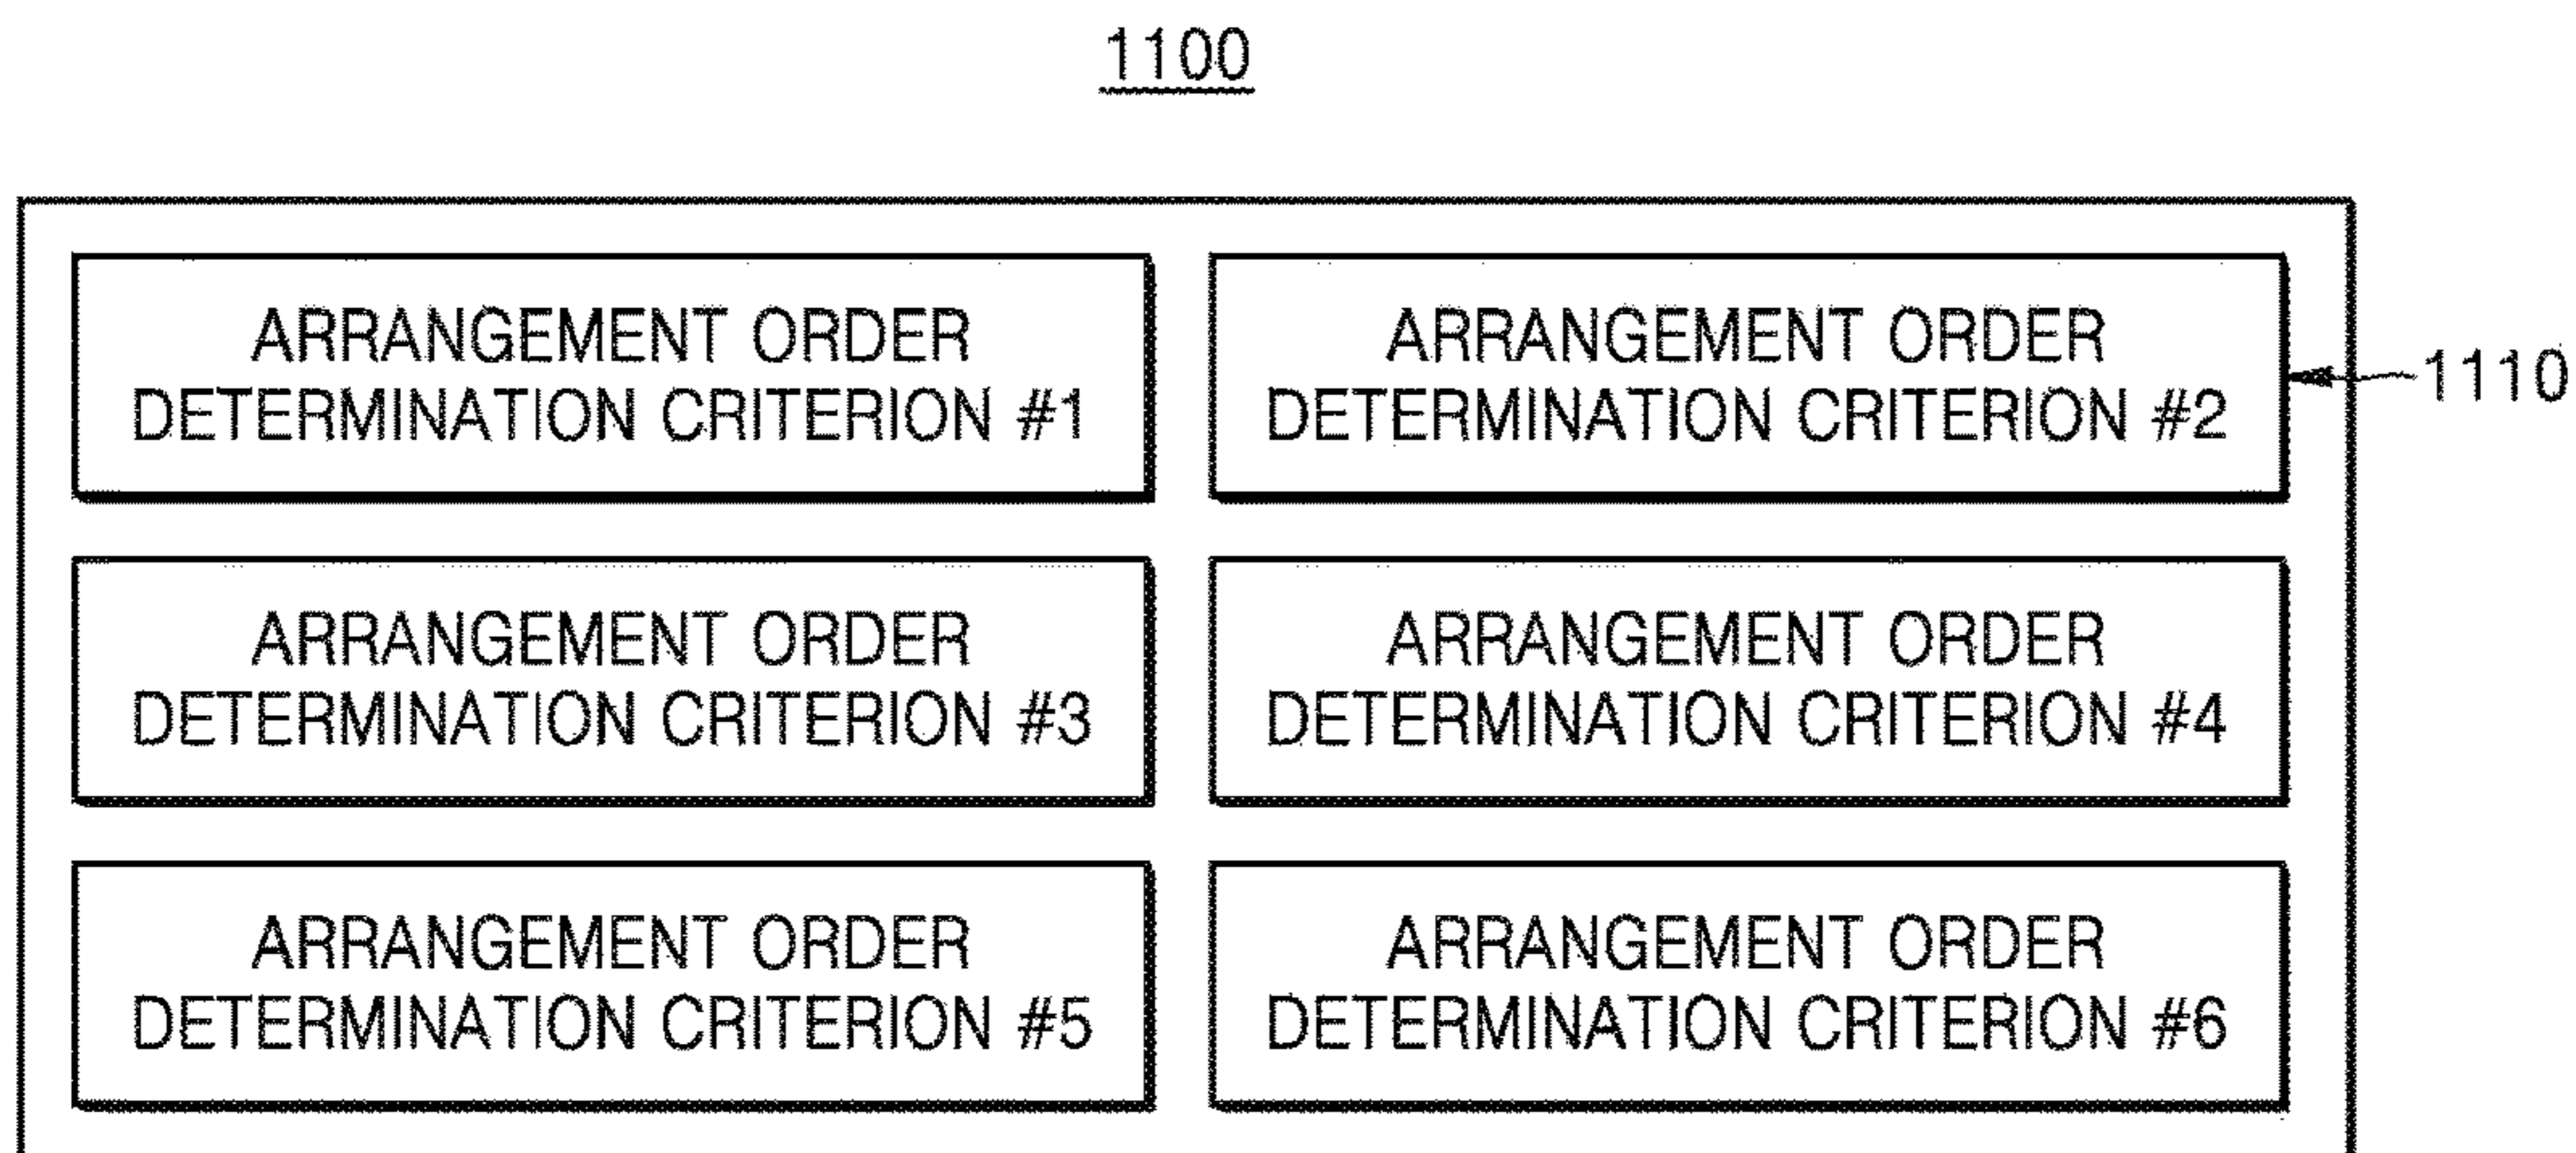 1100
ARRANGEMENT ORDER
DETERMINATION CRITERION #1
ARRANGEMENT ORDER
DETERMINATION CRITERION #2
1110
ARRANGEMENT ORDER
DETERMINATION CRITERION #3
ARRANGEMENT ORDER
DETERMINATION CRITERION #4
ARRANGEMENT ORDER
DETERMINATION CRITERION #5
ARRANGEMENT ORDER
DETERMINATION CRITERION #6